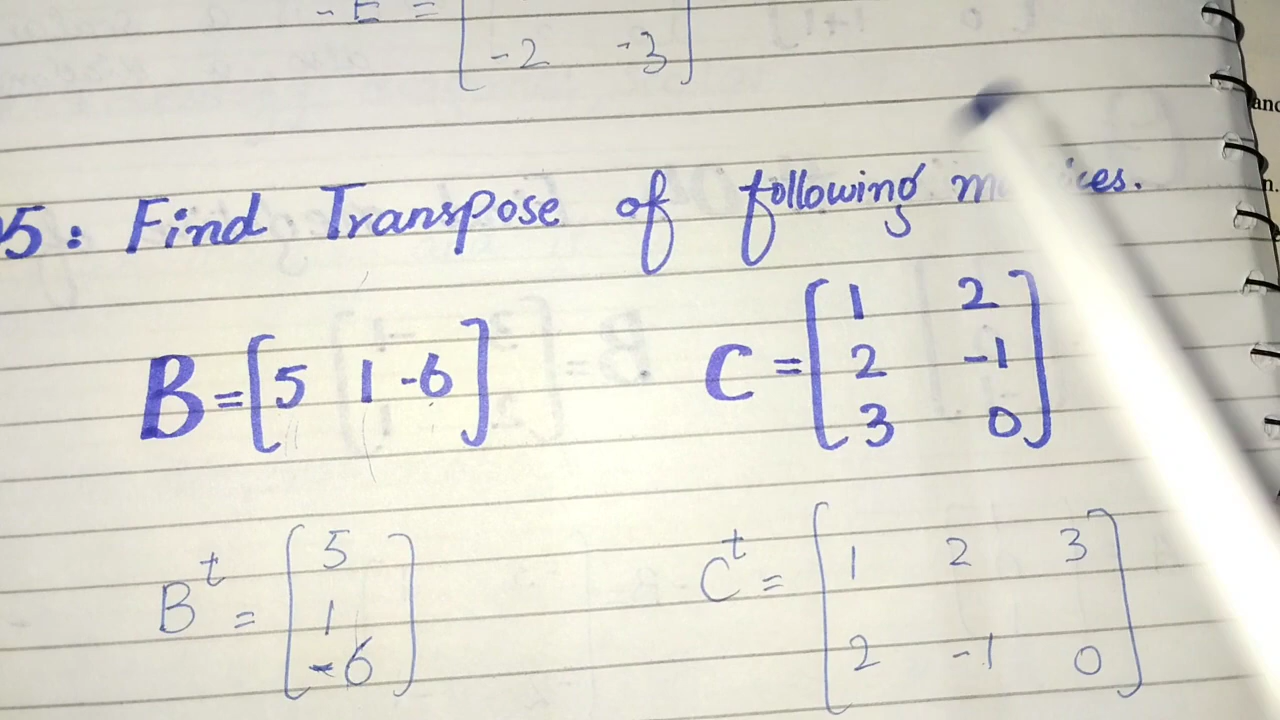 -E =
-2 -3
5: Find Transpose of following
B = [5 1 -6] C = [1 2
2 -1
3 0]
B^t = [5
1
-6] C^t = [1 2 3
2 -1 0]
and
n.